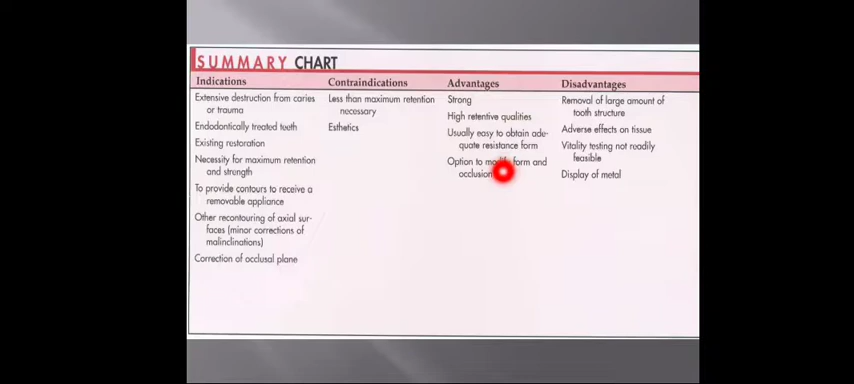 SUMMARY CHART
Indications
Extensive destruction from caries
or trauma
Endodontically treated teeth
Existing restoration
Necessity for maximum retention
and strength
To provide contours to receive a
removable appliance
Other recontouring of axial sur-
faces (minor corrections of
malinclinations)
Correction of occlusal plane
Contraindications
Less than maximum retention
necessary
Esthetics
Advantages
Strong
High retentive qualities
Usually easy to obtain ade-
quate resistance form
Option to modify form and
occlusion
Disadvantages
Removal of large amount of
tooth structure
Adverse effects on tissue
Vitality testing not readily
feasible
Display of metal